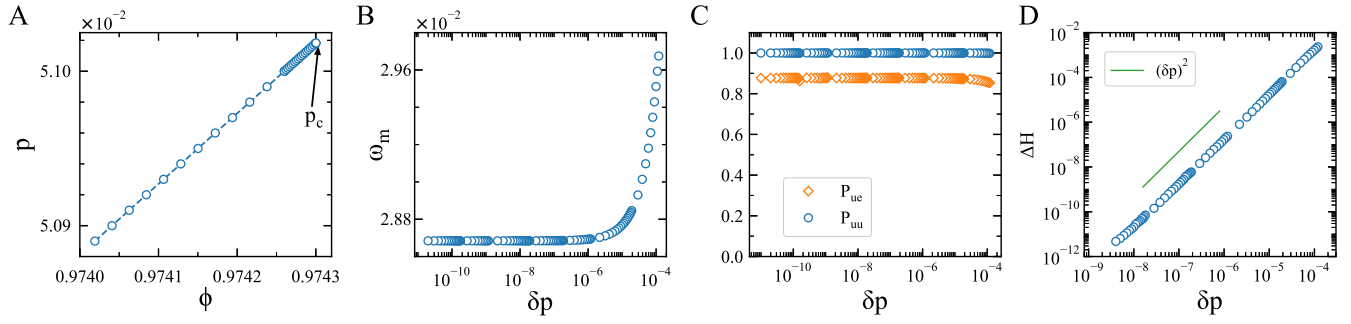 A
×10⁻²
5.10
5.09
p
p_c
0.9740
0.9741
0.9742
0.9743
ϕ
B
×10⁻²
2.96
2.88
ω_m
10⁻¹⁰
10⁻⁸
10⁻⁶
10⁻⁴
δp
C
1.0
0.8
0.6
0.4
0.2
0.0
P_ue
P_uu
10⁻¹⁰
10⁻⁸
10⁻⁶
10⁻⁴
δp
D
10⁻²
10⁻⁴
10⁻⁶
10⁻⁸
10⁻¹⁰
10⁻¹²
ΔH
(δp)²
10⁻⁹
10⁻⁸
10⁻⁷
10⁻⁶
10⁻⁵
10⁻⁴
δp